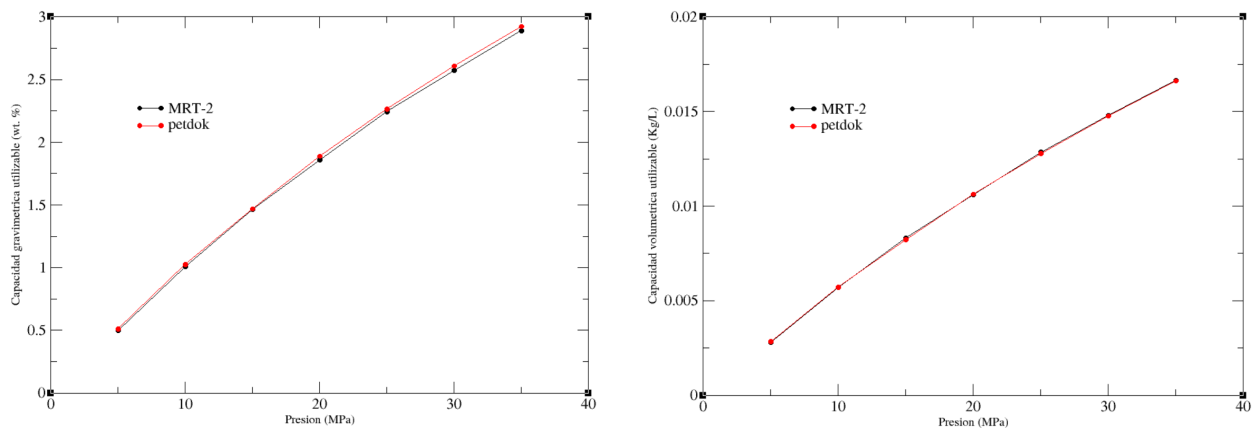 3
2.5
2
1.5
1
0.5
0
0
10
20
30
40
Capacidad gravimetrica utilizable (wt. %)
Presion (MPa)
MRT-2
petdok
0.02
0.015
0.01
0.005
0
0
10
20
30
40
Capacidad volumetrica utilizable (Kg/L)
Presion (MPa)
MRT-2
petdok